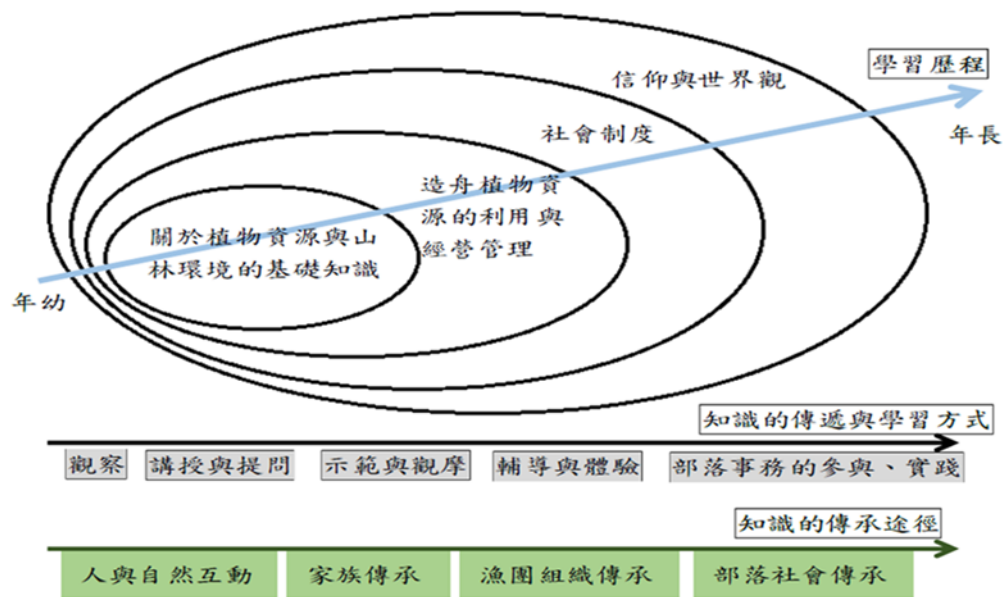 學習歷程
信仰與世界觀
年長
社會制度
造舟植物資
源的利用與
經營管理
關於植物資源與山
林環境的基礎知識
年幼
知識的傳遞與學習方式
觀察 講授與提問 示範與觀摩 輔導與體驗 部落事務的參與、實踐
知識的傳承途徑
人與自然互動 家族傳承 漁團組織傳承 部落社會傳承